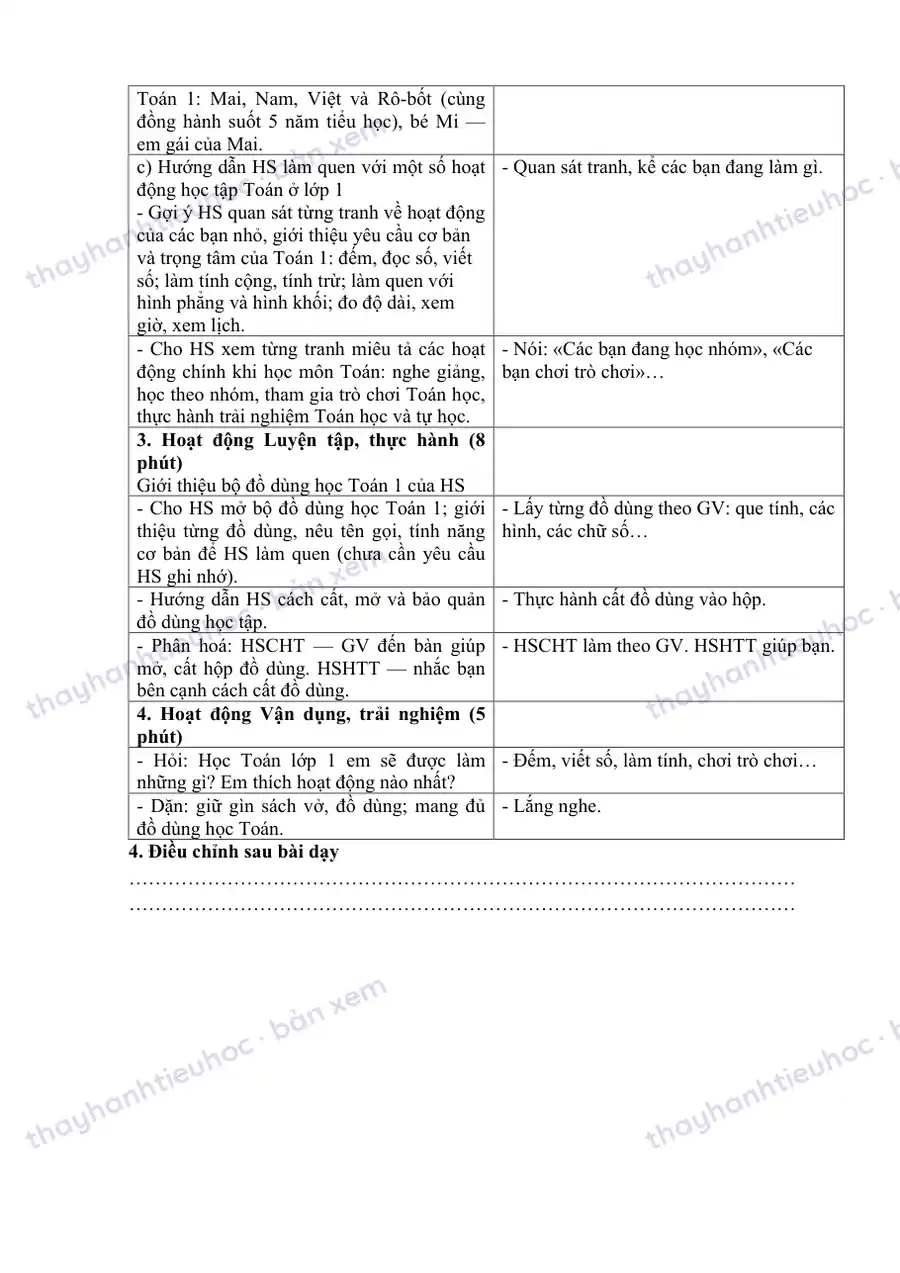 Toán 1: Mai, Nam, Việt và Rô-bốt (cùng
đồng hành suốt 5 năm tiểu học), bé Mi —
em gái của Mai.
c) Hướng dẫn HS làm quen với một số hoạt
động học tập Toán ở lớp 1
- Gợi ý HS quan sát từng tranh về hoạt động
của các bạn nhỏ, giới thiệu yêu cầu cơ bản
và trọng tâm của Toán 1: đếm, đọc số, viết
số; làm tính cộng, tính trừ; làm quen với
hình phẳng và hình khối; đo độ dài, xem
giờ, xem lịch.
- Quan sát tranh, kể các bạn đang làm gì.
- Cho HS xem từng tranh miêu tả các hoạt
động chính khi học môn Toán: nghe giảng,
học theo nhóm, tham gia trò chơi Toán học,
thực hành trải nghiệm Toán học và tự học.
- Nói: «Các bạn đang học nhóm», «Các
bạn chơi trò chơi»…
3. Hoạt động Luyện tập, thực hành (8
phút)
Giới thiệu bộ đồ dùng học Toán 1 của HS
- Cho HS mở bộ đồ dùng học Toán 1; giới
thiệu từng đồ dùng, nêu tên gọi, tính năng
cơ bản để HS làm quen (chưa cần yêu cầu
HS ghi nhớ).
- Lấy từng đồ dùng theo GV: que tính, các
hình, các chữ số…
- Hướng dẫn HS cách cất, mở và bảo quản
đồ dùng học tập.
- Thực hành cất đồ dùng vào hộp.
- Phân hoá: HSCHT — GV đến bàn giúp
mở, cất hộp đồ dùng. HSHTT — nhắc bạn
bên cạnh cách cất đồ dùng.
- HSCHT làm theo GV. HSHTT giúp bạn.
4. Hoạt động Vận dụng, trải nghiệm (5
phút)
- Hỏi: Học Toán lớp 1 em sẽ được làm
những gì? Em thích hoạt động nào nhất?
- Đếm, viết số, làm tính, chơi trò chơi…
- Dặn: giữ gìn sách vở, đồ dùng; mang đủ
đồ dùng học Toán.
- Lắng nghe.
4. Điều chỉnh sau bài dạy
……………………………………………………………………………………………
……………………………………………………………………………………………
thayhanhtieuhoc · bản xem
thayhanhtieuhoc · b
thayhanhtieuhoc · bản xem
thayhanhtieuhoc · b
thayhanhtieuhoc · bản xem
thayhanhtieuhoc · b